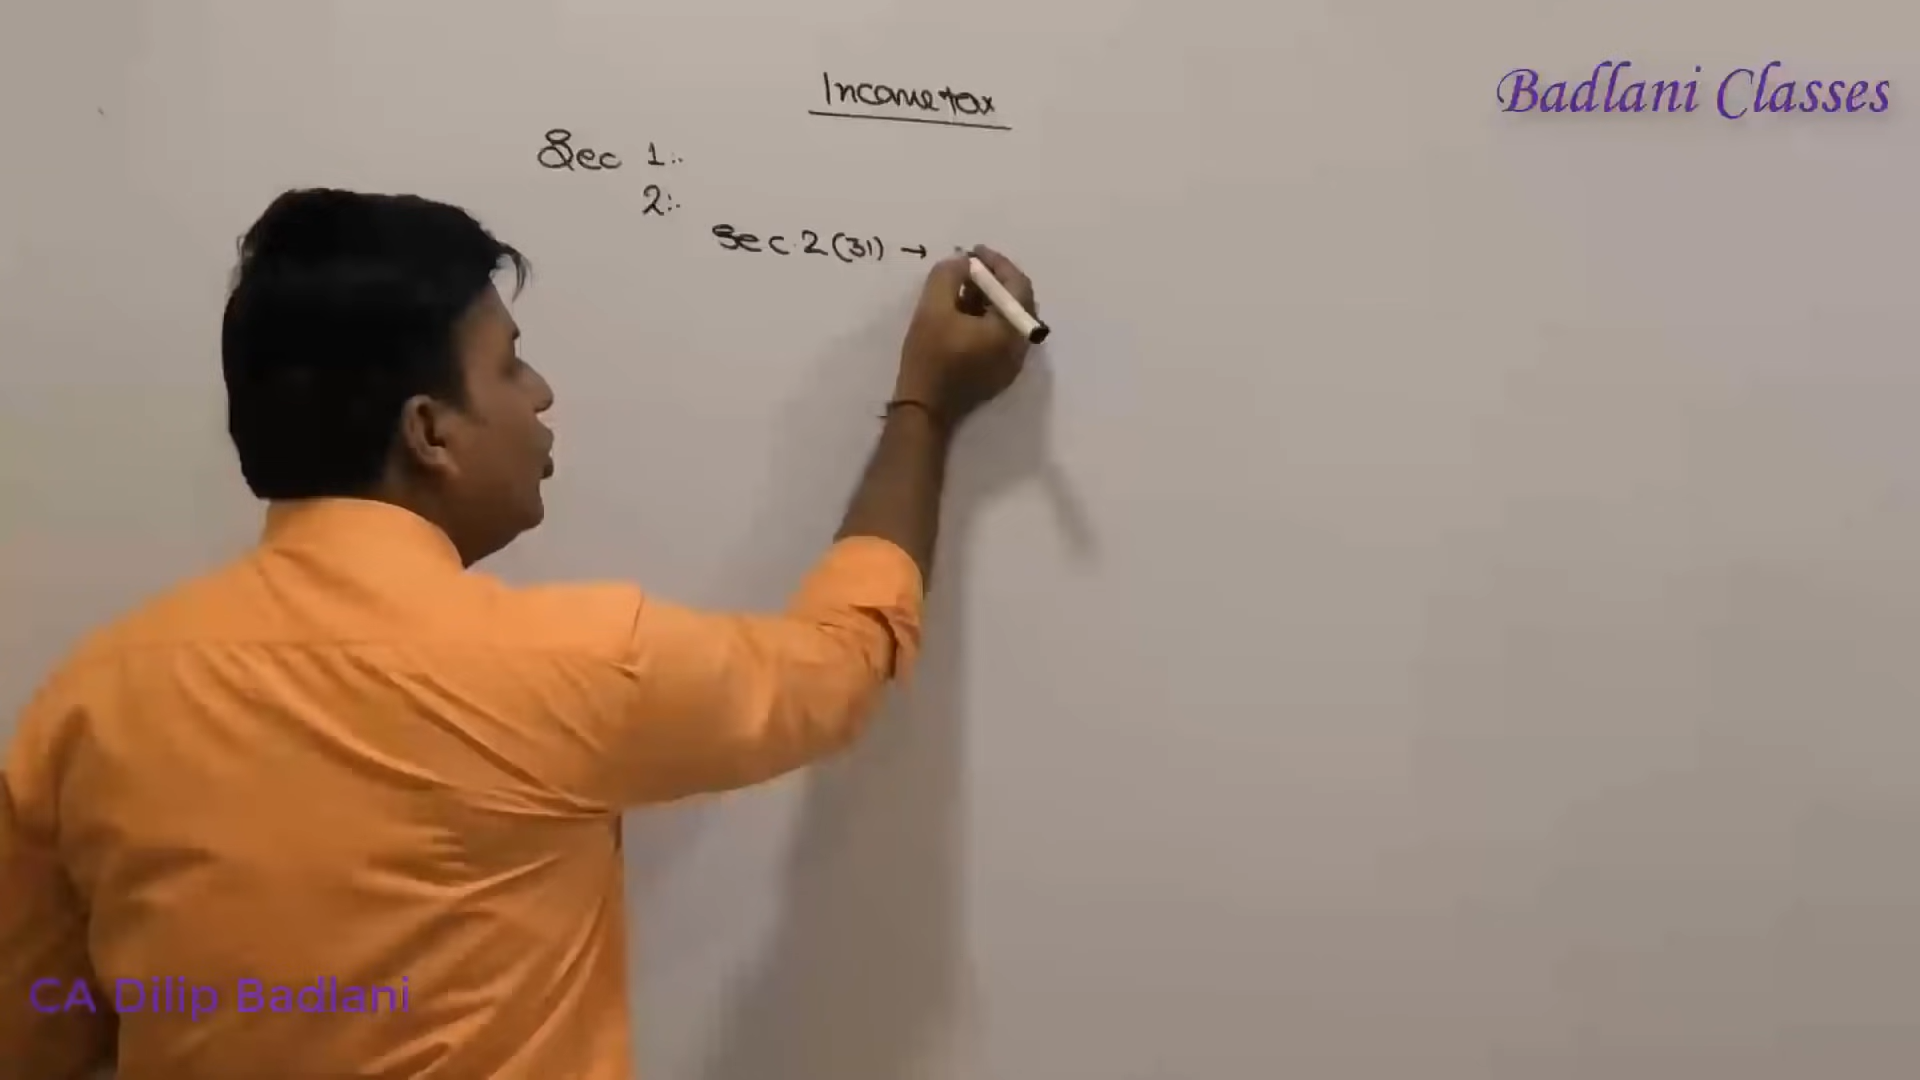 Income tax
Badlani Classes
Sec 1:-
2:-
Sec. 2 (31) →
CA Dilip Badlani